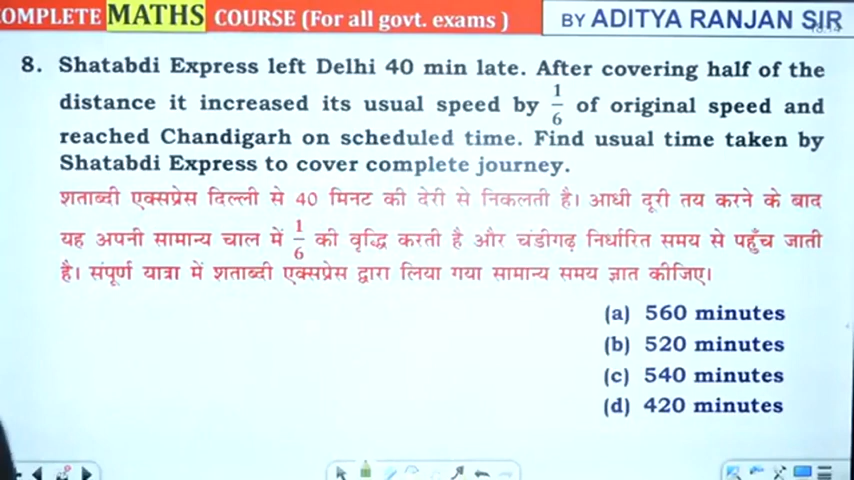 OMPLETE MATHS COURSE (For all govt. exams) BY ADITYA RANJAN SIR
8. Shatabdi Express left Delhi 40 min late. After covering half of the
distance it increased its usual speed by 1/6 of original speed and
reached Chandigarh on scheduled time. Find usual time taken by
Shatabdi Express to cover complete journey.
शताब्दी एक्सप्रेस दिल्ली से 40 मिनट की देरी से निकलती है। आधी दूरी तय करने के बाद
यह अपनी सामान्य चाल में 1/6 की वृद्धि करती है और चंडीगढ़ निर्धारित समय से पहुँच जाती
है। संपूर्ण यात्रा में शताब्दी एक्सप्रेस द्वारा लिया गया सामान्य समय ज्ञात कीजिए।
(a) 560 minutes
(b) 520 minutes
(c) 540 minutes
(d) 420 minutes